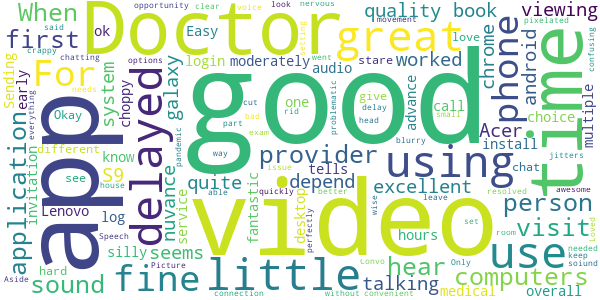 When
Doctor
great
quality book
viewing
first
ok
Easy
opportunity
clear
voice
look
nervous
movement
pixelated
crappy
said
chatting
options
love
For
login
moderately
worked
stare
phone
android
chrome
time
confusing
Sending
early
delayed
galaxy
audio
system
choppy
good
app
application
invitation
everything
Okay
different
needs
getting
pandemic
cut
bad
part
exam
rid
one
problematic
give
delay
head
blurry
advance
call
small
Acer
install
choice
multiple
know
see
house
S9
nuvance
service
way
provider
using
tells
issue
chat
jitters
quite
able
depend
excellent
person
resolved
awesome
Lenovo
log
Speech
Aside
Picture
silly
seems
quickly
fantastic
better
desktop
perfectly
video
hours
wise
leave
use
visit
set
room
loved
needed
keep
soiund
hard
sound
fine
little
connection
without
convenient
Convo
talking
hear
Only
medical
computers
overall